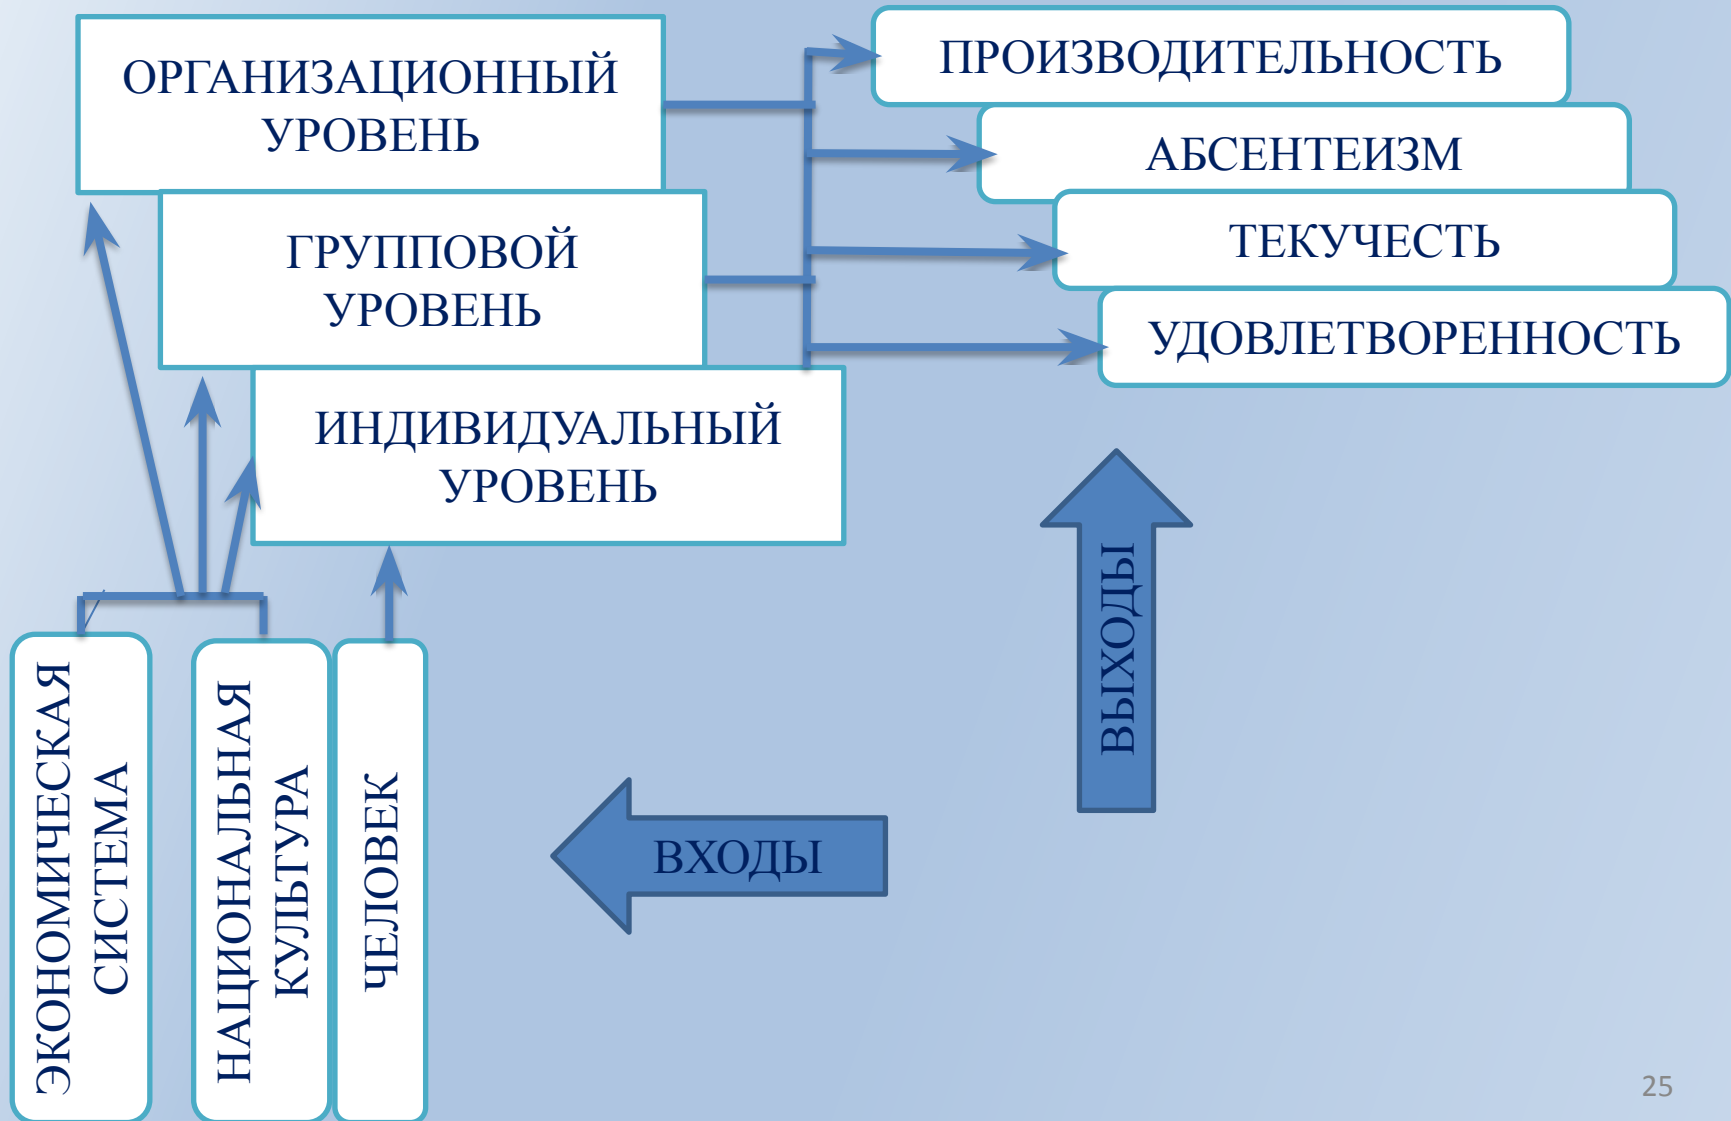 ОРГАНИЗАЦИОННЫЙ
УРОВЕНЬ
ГРУППОВОЙ
УРОВЕНЬ
ИНДИВИДУАЛЬНЫЙ
УРОВЕНЬ
ПРОИЗВОДИТЕЛЬНОСТЬ
АБСЕНТЕИЗМ
ТЕКУЧЕСТЬ
УДОВЛЕТВОРЕННОСТЬ
ЭКОНОМИЧЕСКАЯ
СИСТЕМА
НАЦИОНАЛЬНАЯ
КУЛЬТУРА
ЧЕЛОВЕК
ВХОДЫ
ВЫХОДЫ
25